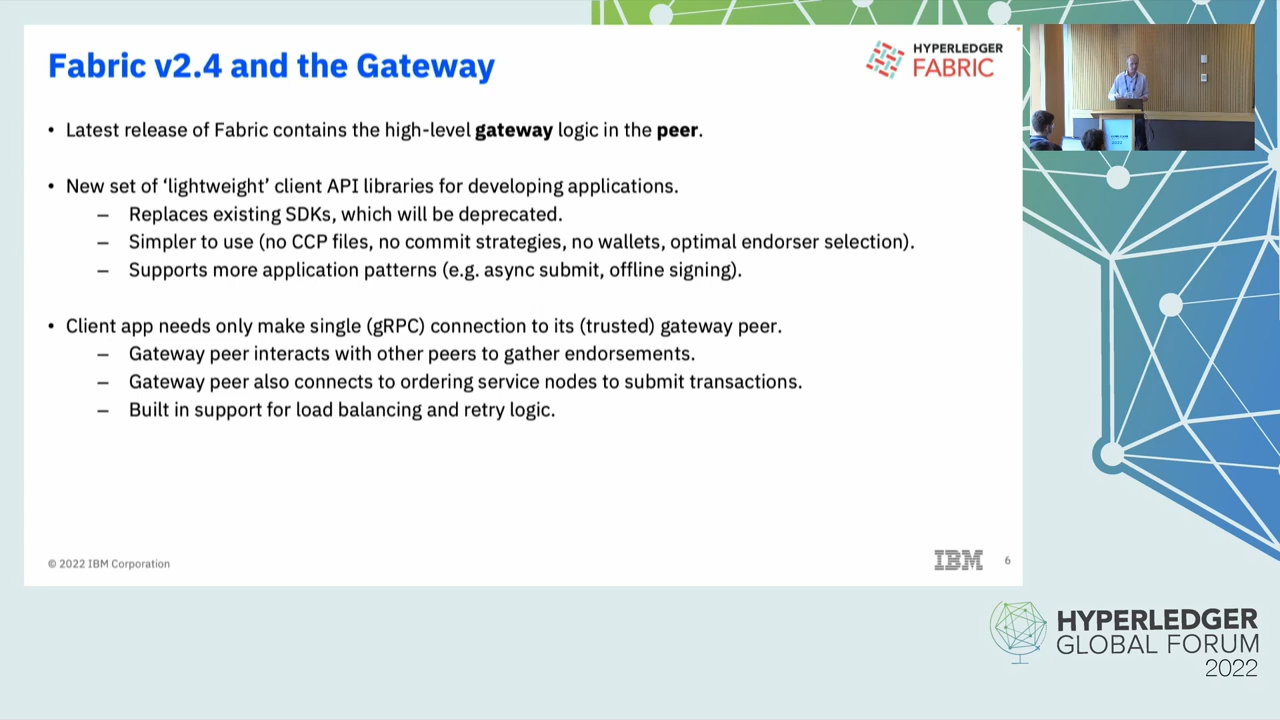 Fabric v2.4 and the Gateway
HYPERLEDGER
FABRIC
• Latest release of Fabric contains the high-level gateway logic in the peer.
• New set of ‘lightweight’ client API libraries for developing applications.
– Replaces existing SDKs, which will be deprecated.
– Simpler to use (no CCP files, no commit strategies, no wallets, optimal endorser selection).
– Supports more application patterns (e.g. async submit, offline signing).
• Client app needs only make single (gRPC) connection to its (trusted) gateway peer.
– Gateway peer interacts with other peers to gather endorsements.
– Gateway peer also connects to ordering service nodes to submit transactions.
– Built in support for load balancing and retry logic.
© 2022 IBM Corporation
IBM
6
HYPERLEDGER
GLOBAL FORUM
2022